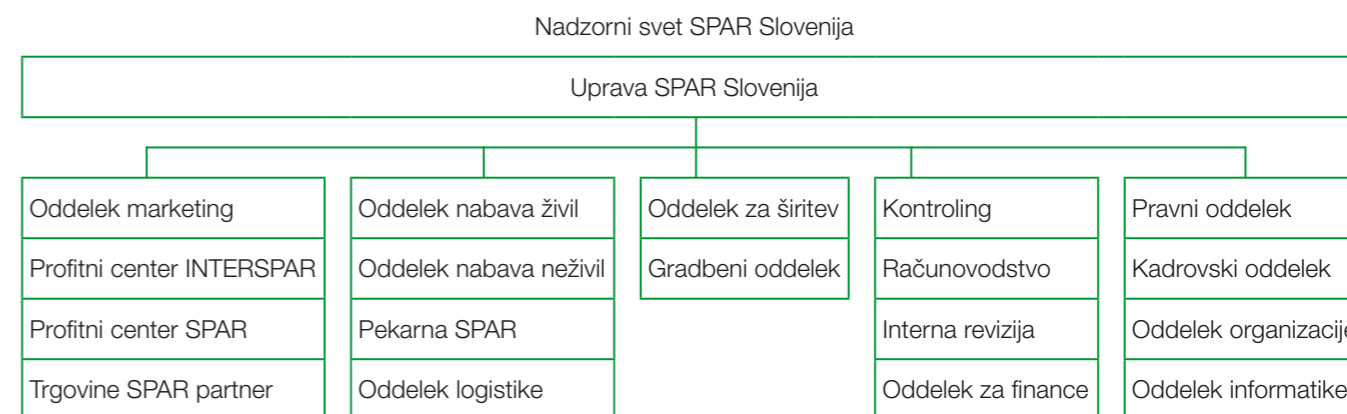 Nadzorni svet SPAR Slovenija
Uprava SPAR Slovenija
Oddelek marketing
Profitni center INTERSPAR
Profitni center SPAR
Trgovine SPAR partner
Oddelek nabava živil
Oddelek nabava neživil
Pekarna SPAR
Oddelek logistike
Oddelek za širitev
Gradbeni oddelek
Kontroling
Računovodstvo
Interna revizija
Oddelek za finance
Pravni oddelek
Kadrovski oddelek
Oddelek organizacije
Oddelek informatike